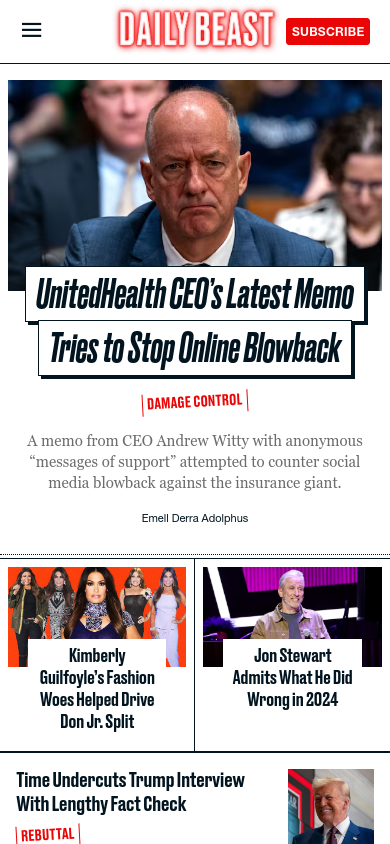 DAILY BEAST
SUBSCRIBE
UnitedHealth CEO’s Latest Memo
Tries to Stop Online Blowback
DAMAGE CONTROL
A memo from CEO Andrew Witty with anonymous
“messages of support” attempted to counter social
media blowback against the insurance giant.
Emell Derra Adolphus
Kimberly
Guilfoyle’s Fashion
Woes Helped Drive
Don Jr. Split
Jon Stewart
Admits What He Did
Wrong in 2024
Time Undercuts Trump Interview
With Lengthy Fact Check
REBUTTAL